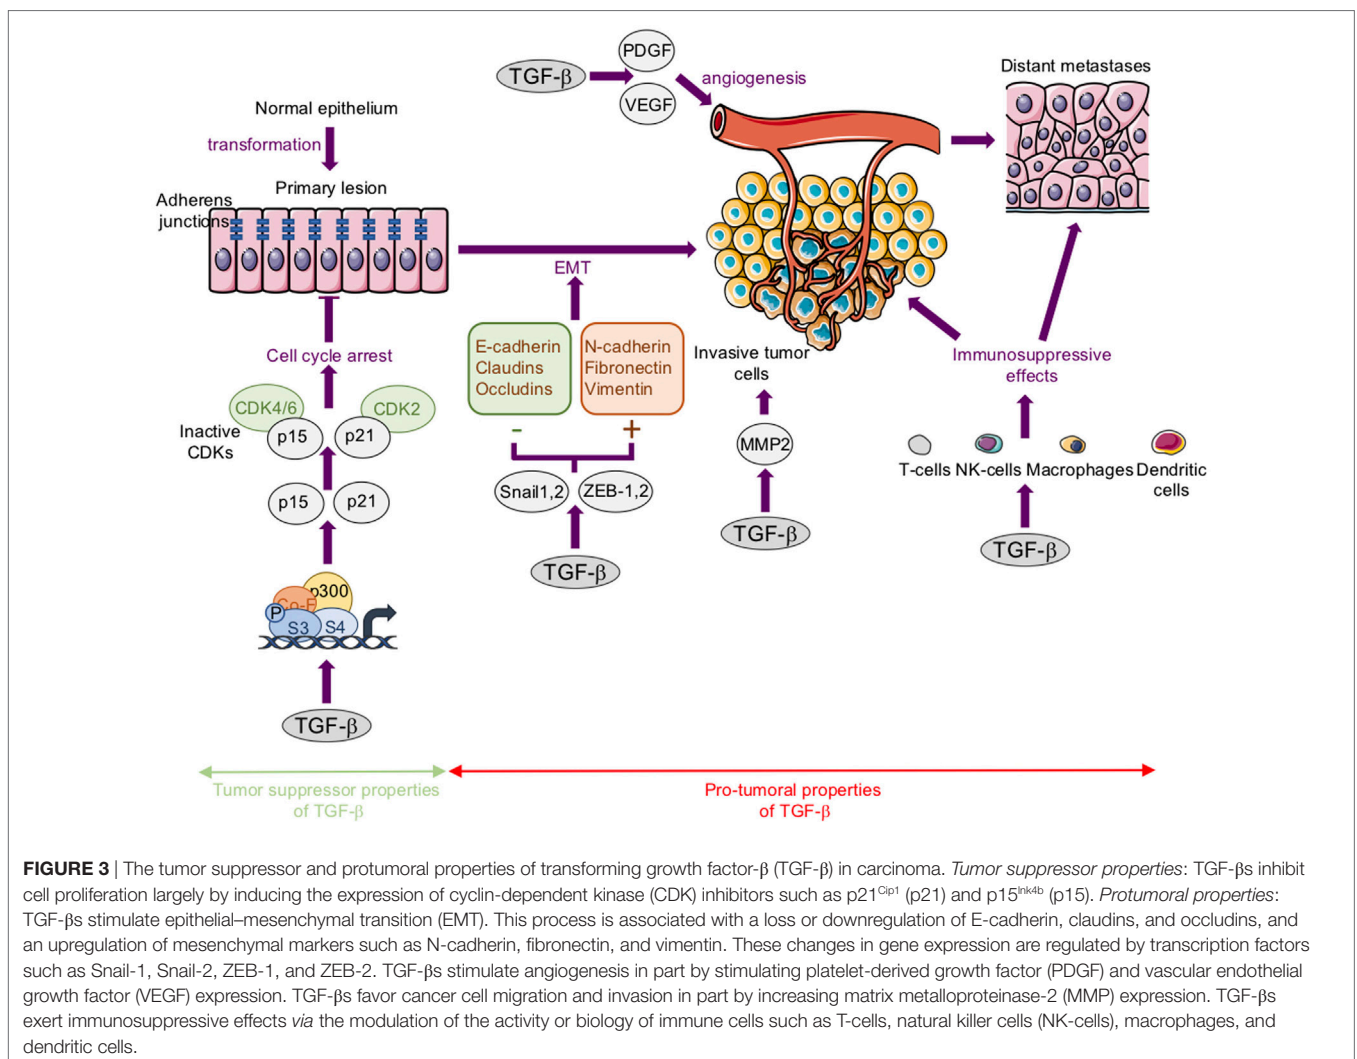 PDGF
TGF-β
angiogenesis
VEGF
Distant metastases
Normal epithelium
transformation
Primary lesion
Adherens
junctions
EMT
Cell cycle arrest
E-cadherin
Claudins
Occludins
N-cadherin
Fibronectin
Vimentin
Invasive tumor
cells
Immunosuppressive
effects
CDK4/6
CDK2
Inactive
CDKs
p15
p21
-
+
MMP2
T-cells NK-cells Macrophages Dendritic
cells
p15
p21
Snail1,2
ZEB-1,2
TGF-β
TGF-β
TGF-β
p300
Co-F
P
S3
S4
TGF-β
Tumor suppressor properties
of TGF-β
Pro-tumoral properties
of TGF-β
FIGURE 3 | The tumor suppressor and protumoral properties of transforming growth factor-β (TGF-β) in carcinoma. Tumor suppressor properties: TGF-βs inhibit
cell proliferation largely by inducing the expression of cyclin-dependent kinase (CDK) inhibitors such as p21Cip1 (p21) and p15Ink4b (p15). Protumoral properties:
TGF-βs stimulate epithelial–mesenchymal transition (EMT). This process is associated with a loss or downregulation of E-cadherin, claudins, and occludins, and
an upregulation of mesenchymal markers such as N-cadherin, fibronectin, and vimentin. These changes in gene expression are regulated by transcription factors
such as Snail-1, Snail-2, ZEB-1, and ZEB-2. TGF-βs stimulate angiogenesis in part by stimulating platelet-derived growth factor (PDGF) and vascular endothelial
growth factor (VEGF) expression. TGF-βs favor cancer cell migration and invasion in part by increasing matrix metalloproteinase-2 (MMP) expression. TGF-βs
exert immunosuppressive effects via the modulation of the activity or biology of immune cells such as T-cells, natural killer cells (NK-cells), macrophages, and
dendritic cells.